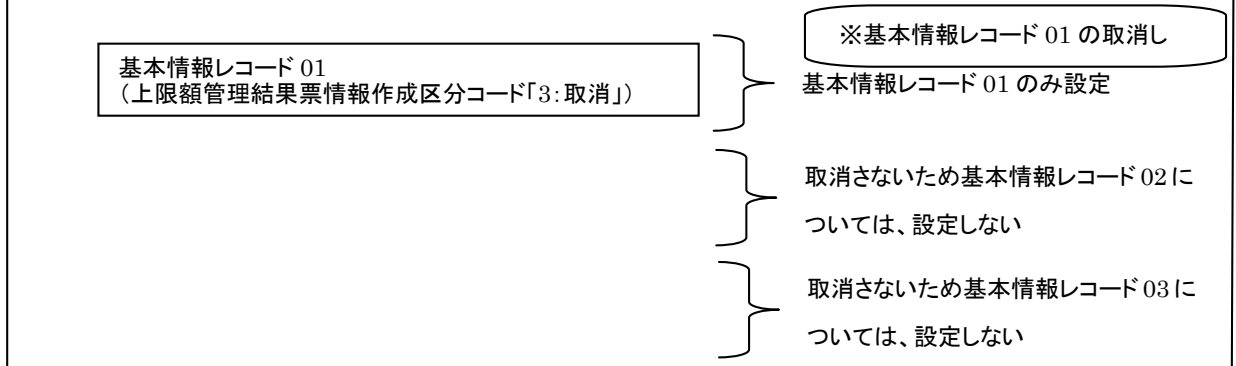 ※基本情報レコード 01 の取消し
基本情報レコード 01
（上限額管理結果票情報作成区分コード「3：取消」）
基本情報レコード 01 のみ設定
取消さないため基本情報レコード 02 に
ついては、設定しない
取消さないため基本情報レコード 03 に
ついては、設定しない